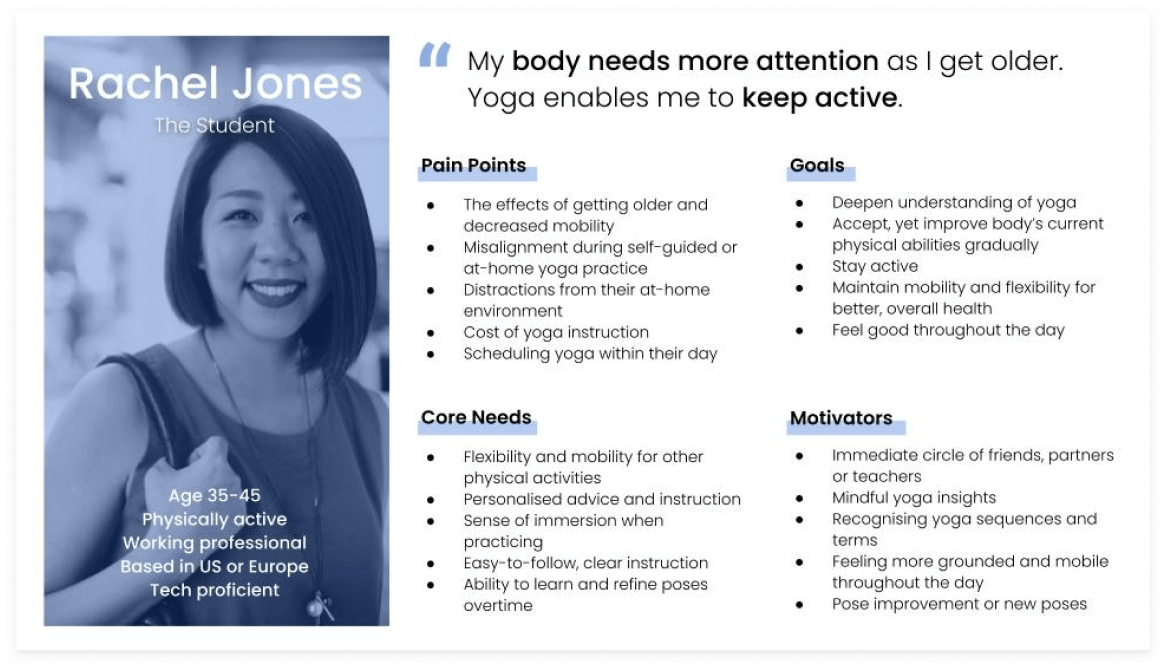 Rachel Jones
The Student
Age 35-45
Physically active
Working professional
Based in US or Europe
Tech proficient
“ My body needs more attention as I get older.
Yoga enables me to keep active.
Pain Points
● The effects of getting older and
decreased mobility
● Misalignment during self-guided or
at-home yoga practice
● Distractions from their at-home
environment
● Cost of yoga instruction
● Scheduling yoga within their day
Goals
● Deepen understanding of yoga
● Accept, yet improve body’s current
physical abilities gradually
● Stay active
● Maintain mobility and flexibility for
better, overall health
● Feel good throughout the day
Core Needs
● Flexibility and mobility for other
physical activities
● Personalised advice and instruction
● Sense of immersion when
practicing
● Easy-to-follow, clear instruction
● Ability to learn and refine poses
overtime
Motivators
● Immediate circle of friends, partners
or teachers
● Mindful yoga insights
● Recognising yoga sequences and
terms
● Feeling more grounded and mobile
throughout the day
● Pose improvement or new poses